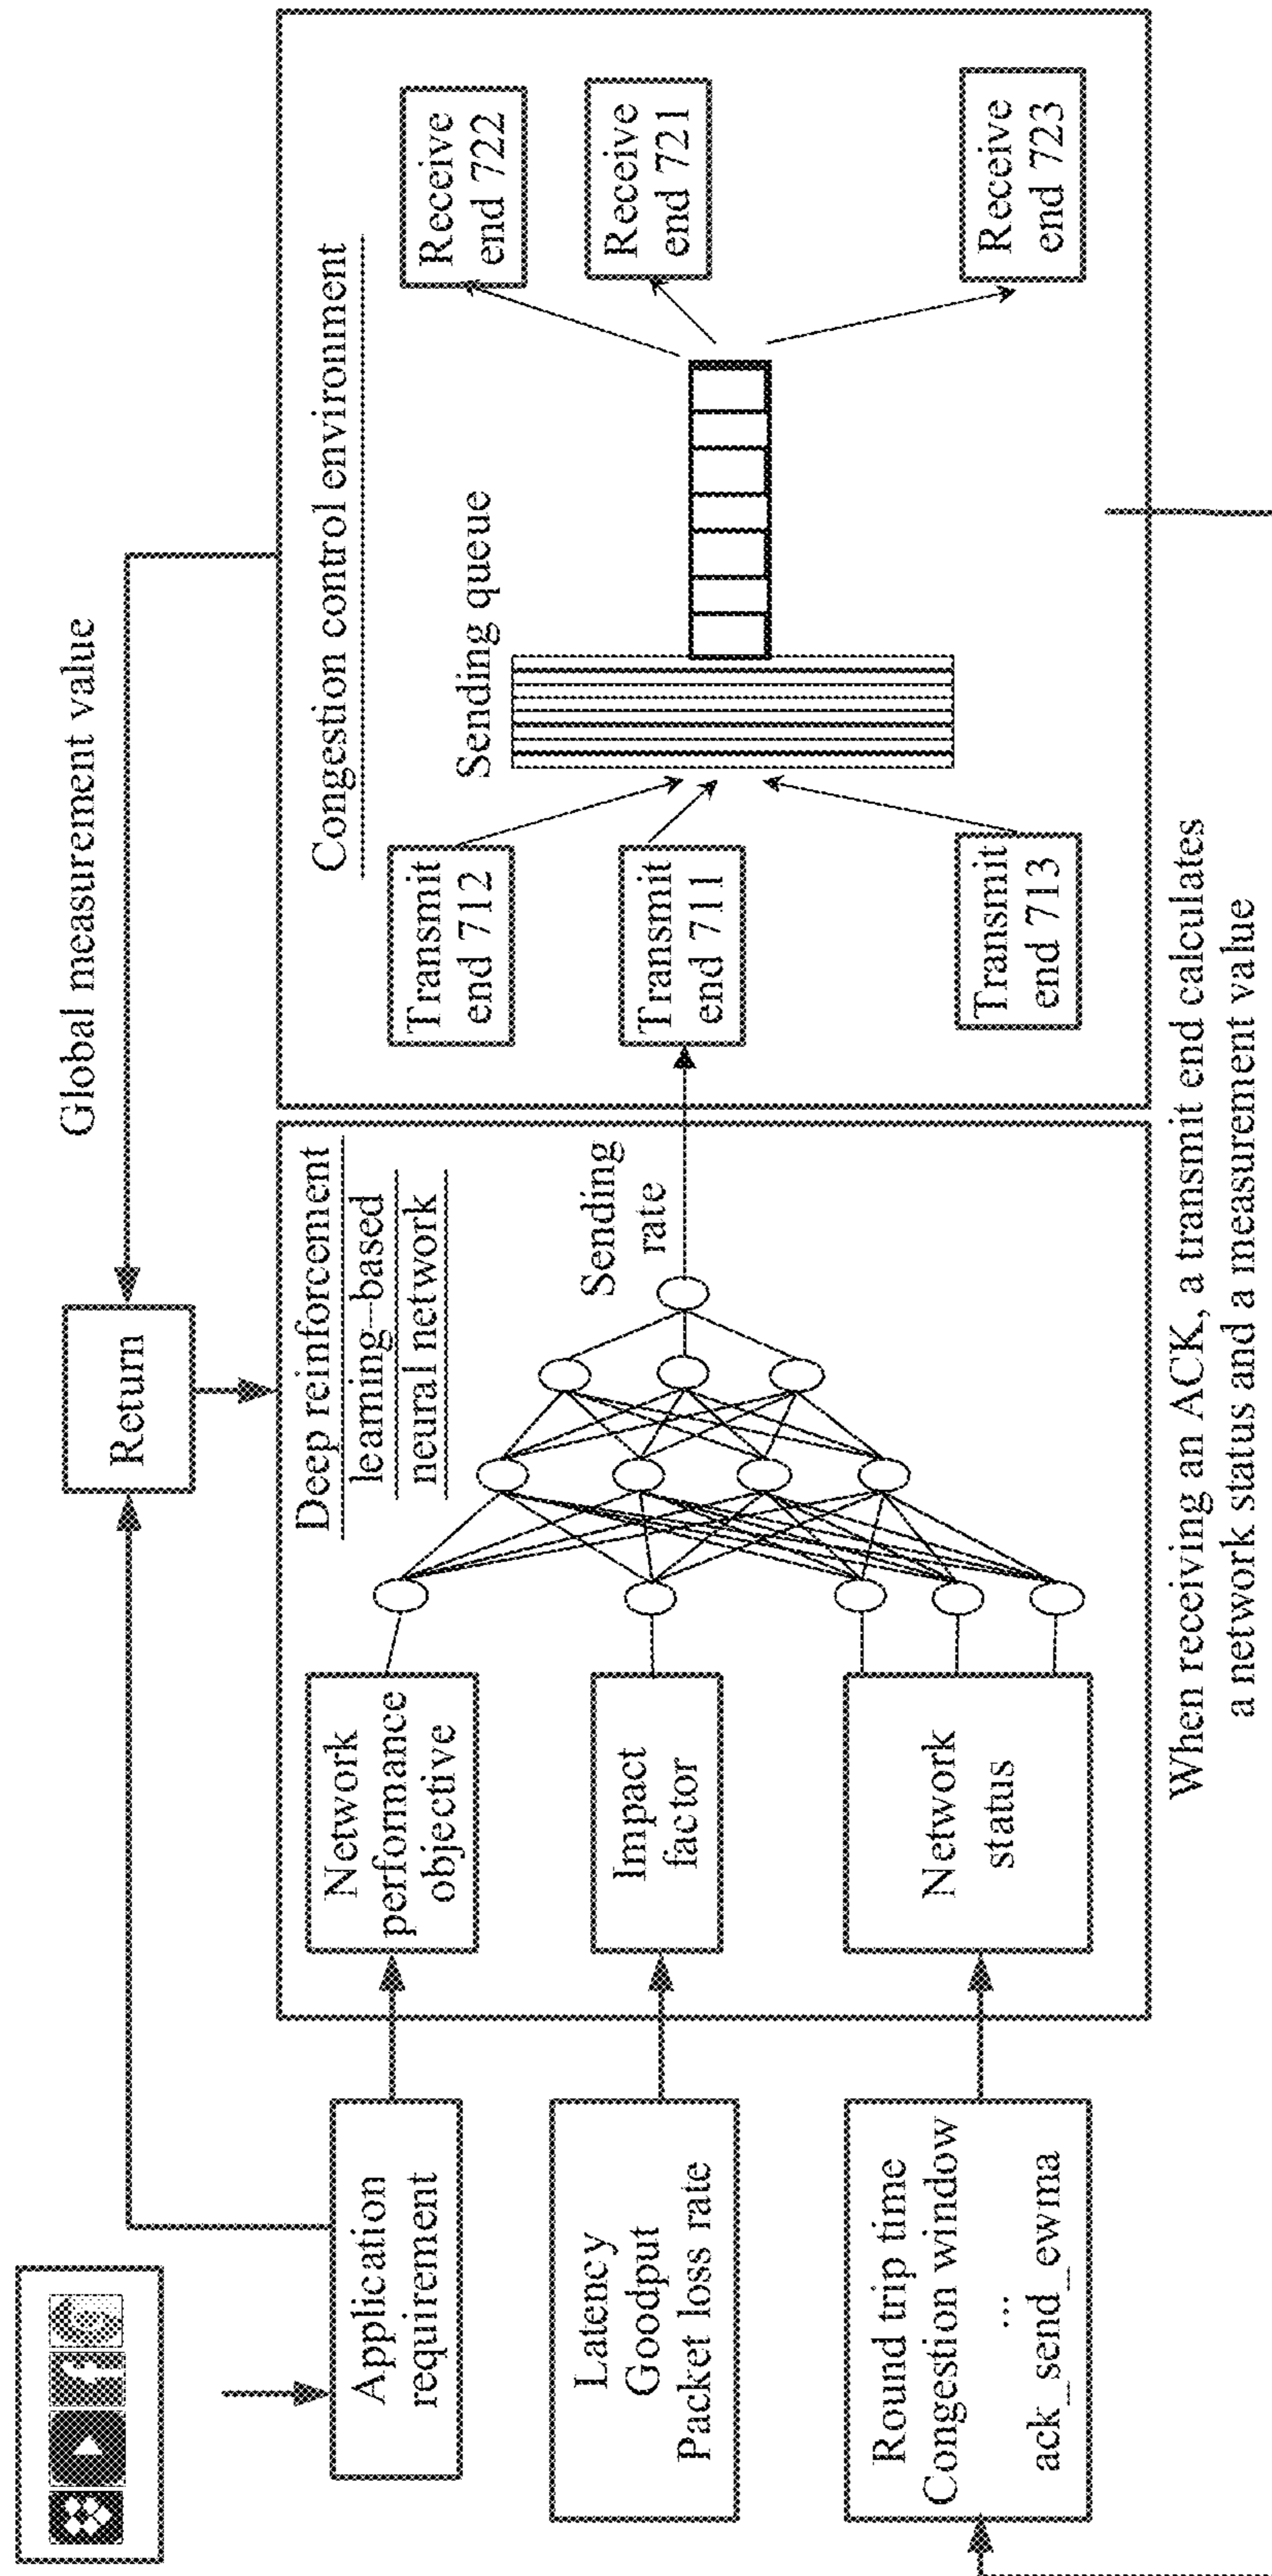 Application
requirement
Latency
Goodput
Packet loss rate
Round trip time
Congestion window
...
ack_send_ewma
Return
Global measurement value
Deep reinforcement
learning-based
neural network
Network
performance
objective
Impact
factor
Network
status
Sending
rate
Congestion control environment
Sending queue
Transmit
end 712
Transmit
end 711
Transmit
end 713
Receive
end 722
Receive
end 721
Receive
end 723
When receiving an ACK, a transmit end calculates
a network status and a measurement value